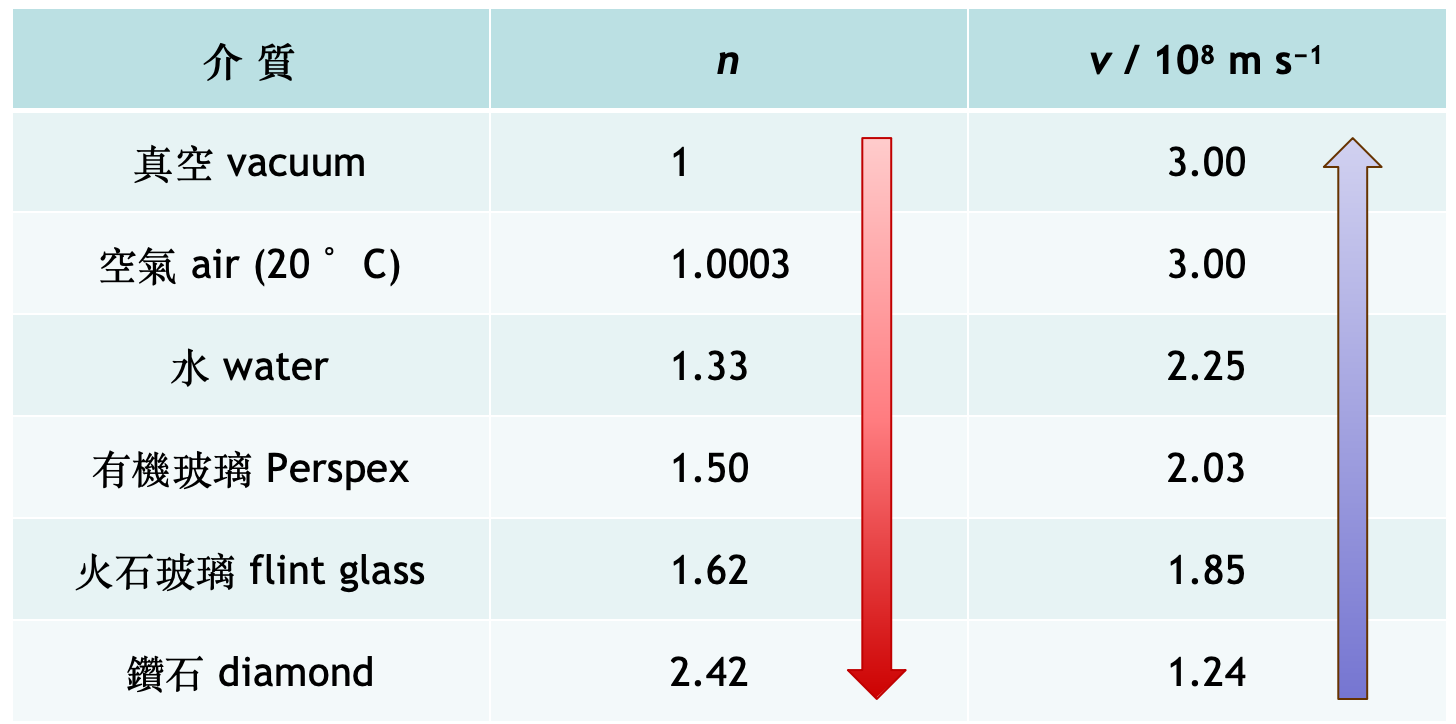 介 質 n v / 10⁸ m s⁻¹
真空 vacuum 1 3.00
空氣 air (20 ° C) 1.0003 3.00
水 water 1.33 2.25
有機玻璃 Perspex 1.50 2.03
火石玻璃 flint glass 1.62 1.85
鑽石 diamond 2.42 1.24